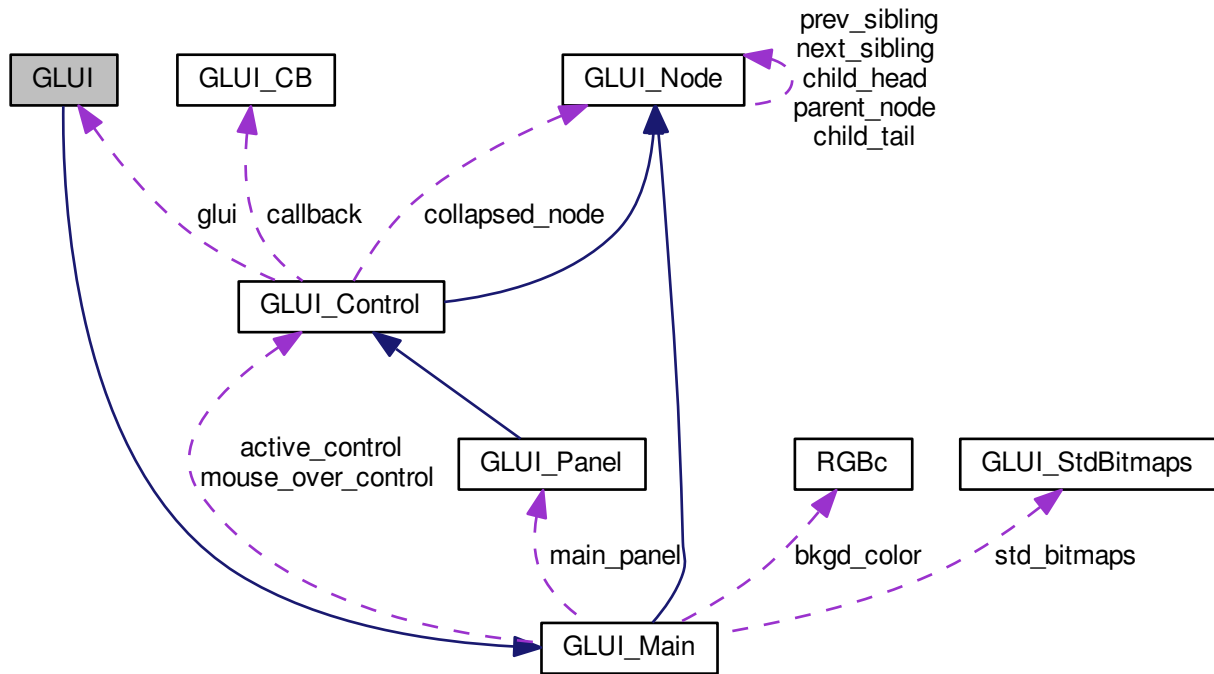 prev_sibling
next_sibling
child_head
parent_node
child_tail
GLUI
GLUI_CB
GLUI_Node
glui
callback
collapsed_node
GLUI_Control
active_control
mouse_over_control
GLUI_Panel
RGBc
GLUI_StdBitmaps
main_panel
bkgd_color
std_bitmaps
GLUI_Main